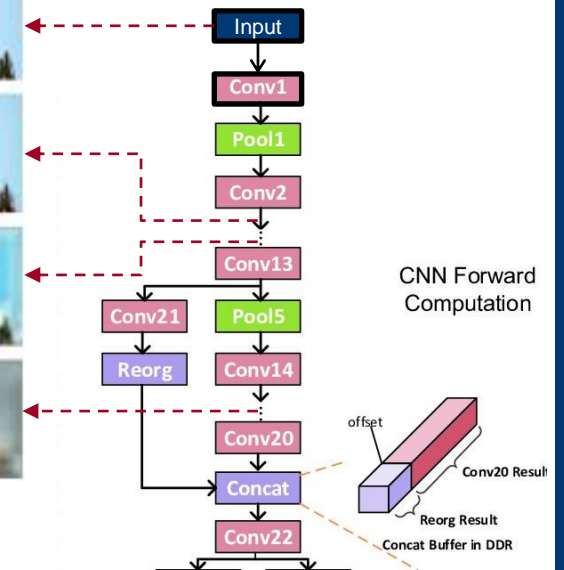 Input
Conv1
Pool1
Conv2
Conv13
CNN Forward
Computation
Conv21
Pool5
Reorg
Conv14
offset
Conv20
Conv20 Result
Concat
Reorg Result
Conv22
Concat Buffer in DDR